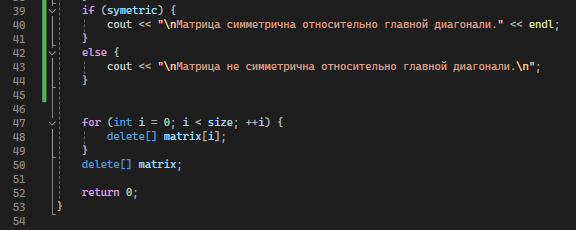 39 if (symetric) {
40 cout << "\nМатрица симметрична относительно главной диагонали." << endl;
41 }
42 else {
43 cout << "\nМатрица не симметрична относительно главной диагонали.\n";
44 }
45
46
47 for (int i = 0; i < size; ++i) {
48 delete[] matrix[i];
49 }
50 delete[] matrix;
51
52 return 0;
53 }
54